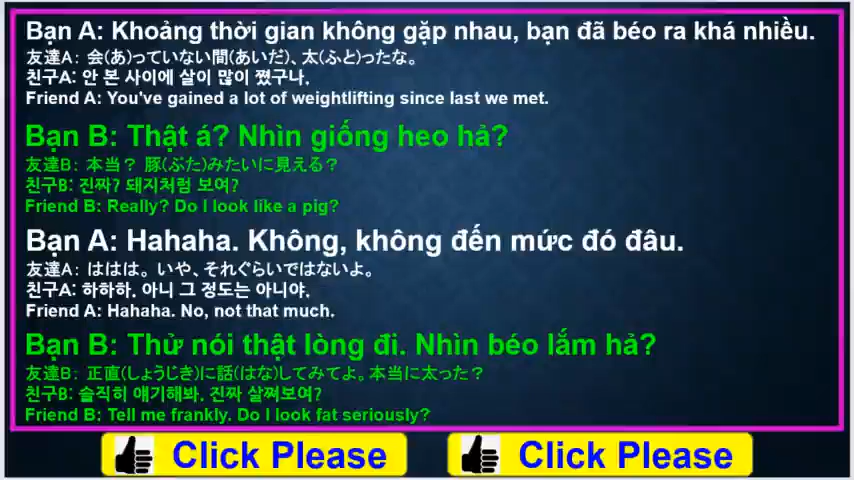 Bạn A: Khoảng thời gian không gặp nhau, bạn đã béo ra khá nhiều.
友達A: 会(あ)っていない間(あいだ)、太(ふと)ったな。
친구A: 안 본 사이에 살이 많이 쪘구나.
Friend A: You've gained a lot of weightlifting since last we met.
Bạn B: Thật á? Nhìn giống heo hả?
友達B: 本当？ 豚(ぶた)みたいに見える？
친구B: 진짜? 돼지처럼 보여?
Friend B: Really? Do I look like a pig?
Bạn A: Hahaha. Không, không đến mức đó đâu.
友達A: ははは。いや、それぐらいではないよ。
친구A: 하하하. 아니 그 정도는 아니야.
Friend A: Hahaha. No, not that much.
Bạn B: Thử nói thật lòng đi. Nhìn béo lắm hả?
友達B: 正直(しょうじき)に話(はな)してみてよ。本当に太った？
친구B: 솔직히 얘기해봐. 진짜 살쪄보여?
Friend B: Tell me frankly. Do I look fat seriously?
Click Please
Click Please